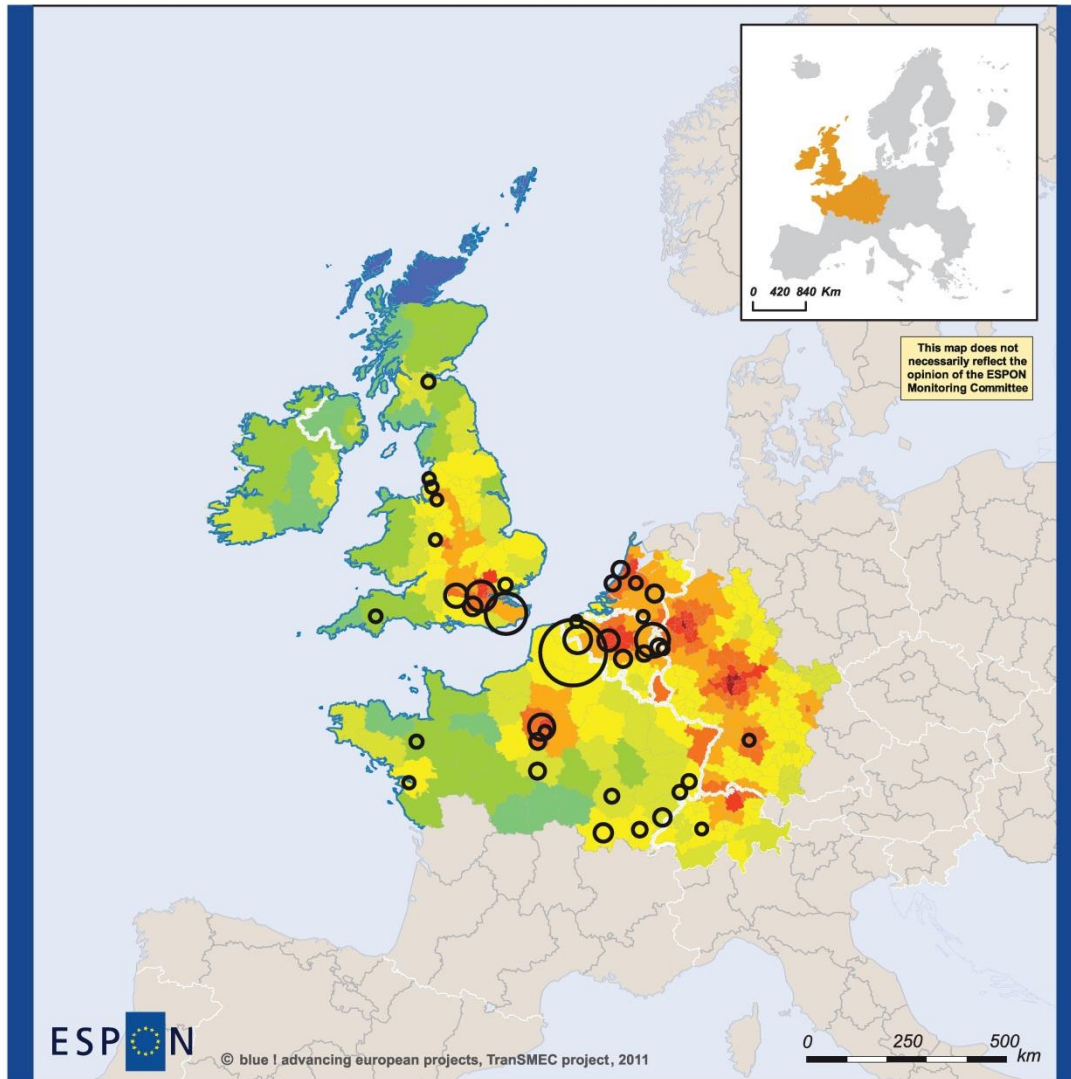 0 420 840 Km
This map does not
necessarily reflect the
opinion of the ESPON
Monitoring Committee
ESPON
© blue ! advancing european projects, TranSMEC project, 2011
0 250 500
km